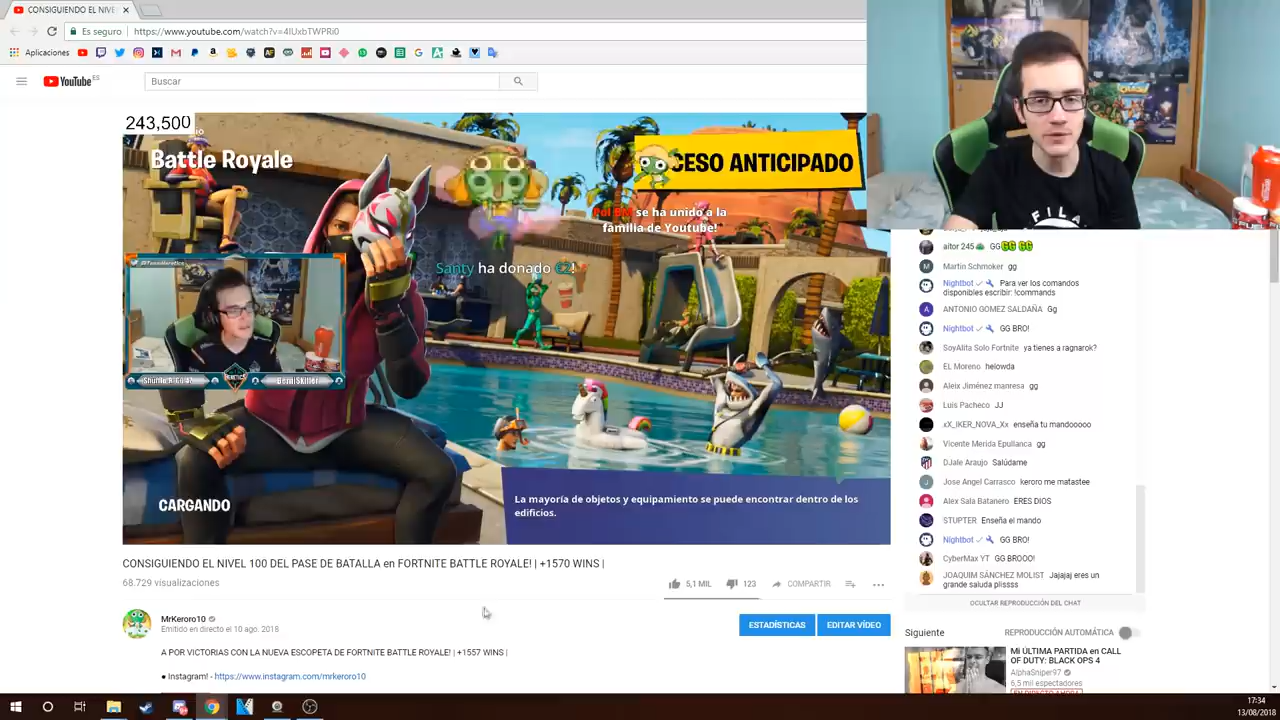 CONSIGUIENDO EL NIVE
Es seguro
https://www.youtube.com/watch?v=4IUxbTWPRi0
Aplicaciones
YouTube ES
Buscar
243,500
Battle Royale
CESO ANTICIPADO
Pol BM se ha unido a la
familia de Youtube!
Santy ha donado €2!
BenjiSkiller
CARGANDO
La mayoría de objetos y equipamiento se puede encontrar dentro de los
edificios.
FILA
aitor 245 GG GG GG
Martin Schmoker gg
Nightbot Para ver los comandos
disponibles escribir: !commands
ANTONIO GOMEZ SALDAÑA Gg
Nightbot GG BRO!
SoyAlita Solo Fortnite ya tienes a ragnarok?
EL Moreno helowda
Aleix Jiménez manresa gg
Luis Pacheco JJ
xX_IKER_NOVA_Xx enseña tu mandooooo
Vicente Merida Epullanca gg
DJale Araujo Salúdame
Jose Angel Carrasco keroro me matastee
Alex Sala Batanero ERES DIOS
STUPTER Enseña el mando
Nightbot GG BRO!
CyberMax YT GG BROOO!
JOAQUIM SÁNCHEZ MOLIST Jajajaj eres un
grande saluda plissss
OCULTAR REPRODUCCIÓN DEL CHAT
CONSIGUIENDO EL NIVEL 100 DEL PASE DE BATALLA en FORTNITE BATTLE ROYALE! | +1570 WINS |
68.729 visualizaciones
5,1 MIL
123
COMPARTIR
MrKeroro10
Emitido en directo el 10 ago. 2018
ESTADÍSTICAS
EDITAR VÍDEO
A POR VICTORIAS CON LA NUEVA ESCOPETA DE FORTNITE BATTLE ROYALE! | +1557 WINS |
● Instagram! - https://www.instagram.com/mrkeroro10
Siguiente
REPRODUCCIÓN AUTOMÁTICA
Mi ÚLTIMA PARTIDA en CALL
OF DUTY: BLACK OPS 4
AlphaSniper97
6,5 mil espectadores
EN DIRECTO AHORA
17:34
13/08/2018